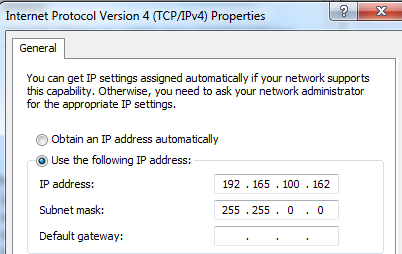 Internet Protocol Version 4 (TCP/IPv4) Properties
General
You can get IP settings assigned automatically if your network supports
this capability. Otherwise, you need to ask your network administrator
for the appropriate IP settings.
Obtain an IP address automatically
Use the following IP address:
IP address: 192 . 165 . 100 . 162
Subnet mask: 255 . 255 . 0 . 0
Default gateway: . . .